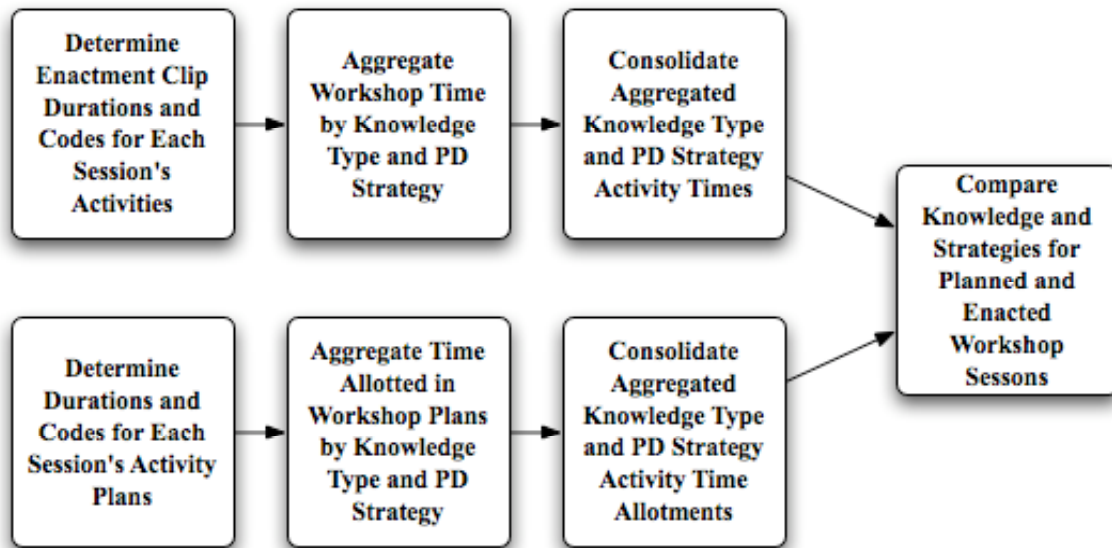 Determine
Enactment Clip
Durations and
Codes for Each
Session's
Activities
Aggregate
Workshop Time
by Knowledge
Type and PD
Strategy
Consolidate
Aggregated
Knowledge Type
and PD Strategy
Activity Times
Compare
Knowledge and
Strategies for
Planned and
Enacted
Workshop
Sessons
Determine
Durations and
Codes for Each
Session's Activity
Plans
Aggregate Time
Allotted in
Workshop Plans
by Knowledge
Type and PD
Strategy
Consolidate
Aggregated
Knowledge Type
and PD Strategy
Activity Time
Allotments